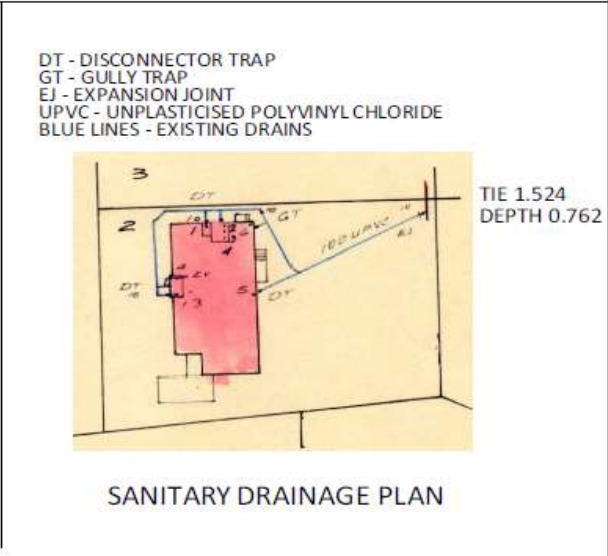 DT - DISCONNECTOR TRAP
GT - GULLY TRAP
EJ - EXPANSION JOINT
UPVC - UNPLASTICISED POLYVINYL CHLORIDE
BLUE LINES - EXISTING DRAINS
3
DT
GT
2
1
4
100 UPVC
EJ
DT
3
5
DT
TIE 1.524
DEPTH 0.762
SANITARY DRAINAGE PLAN